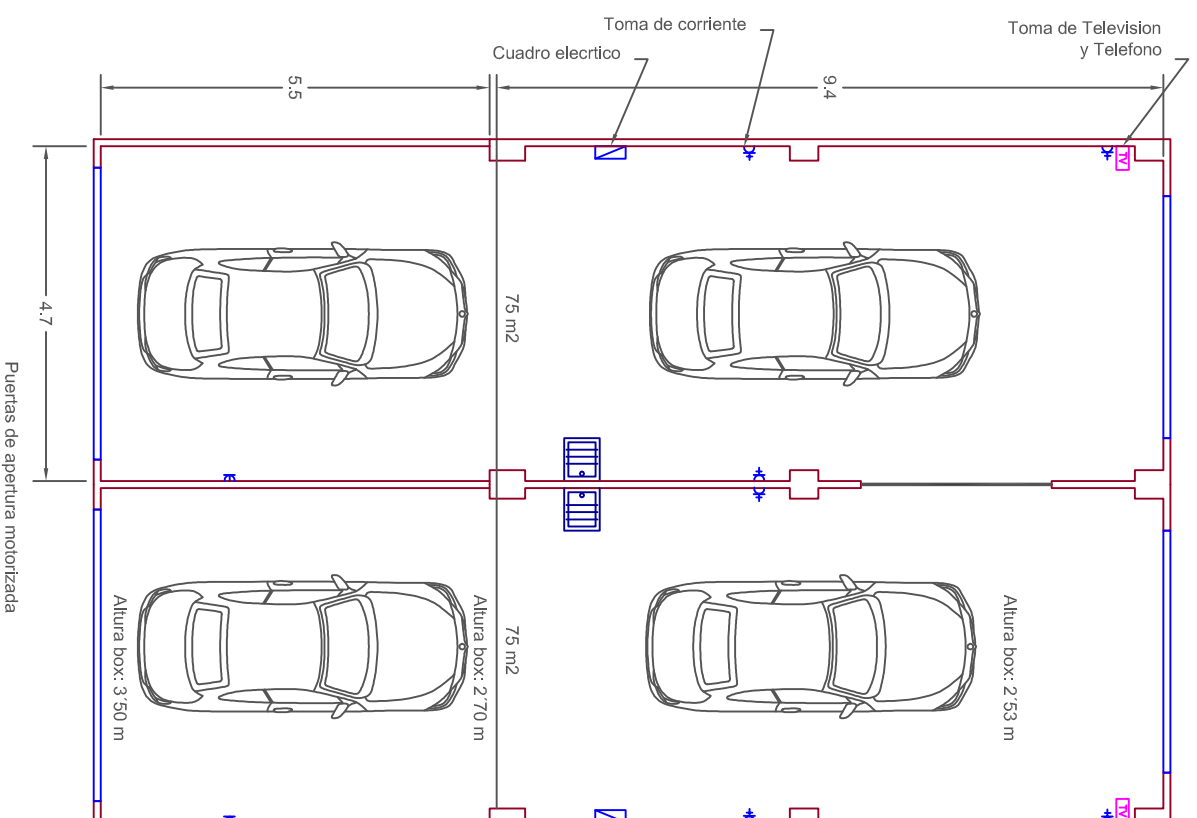 Toma de corriente
Toma de Television
y Telefono
Cuadro elecrtico
5.5
9.4
TV
4.7
75 m2
Puertas de apertura motorizada
Altura box: 3'50 m
Altura box: 2'70 m
75 m2
Altura box: 2'53 m
TV